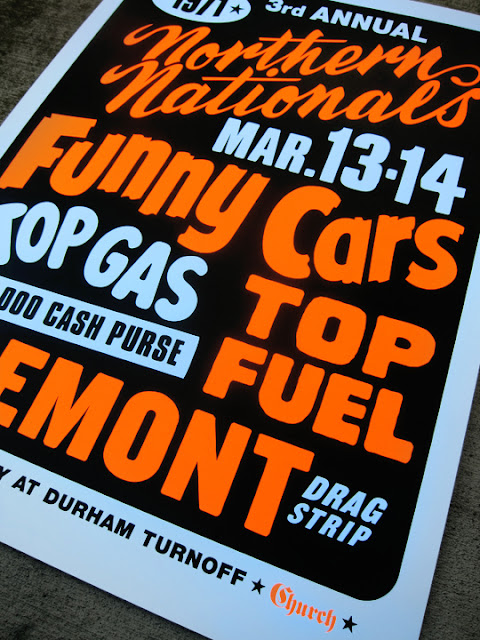 1971★
3rd ANNUAL
Northern
Nationals
MAR. 13-14
Funny Cars
TOP GAS
TOP
FUEL
000 CASH PURSE
EMONT
DRAG
STRIP
Y AT DURHAM TURNOFF ★ Church ★